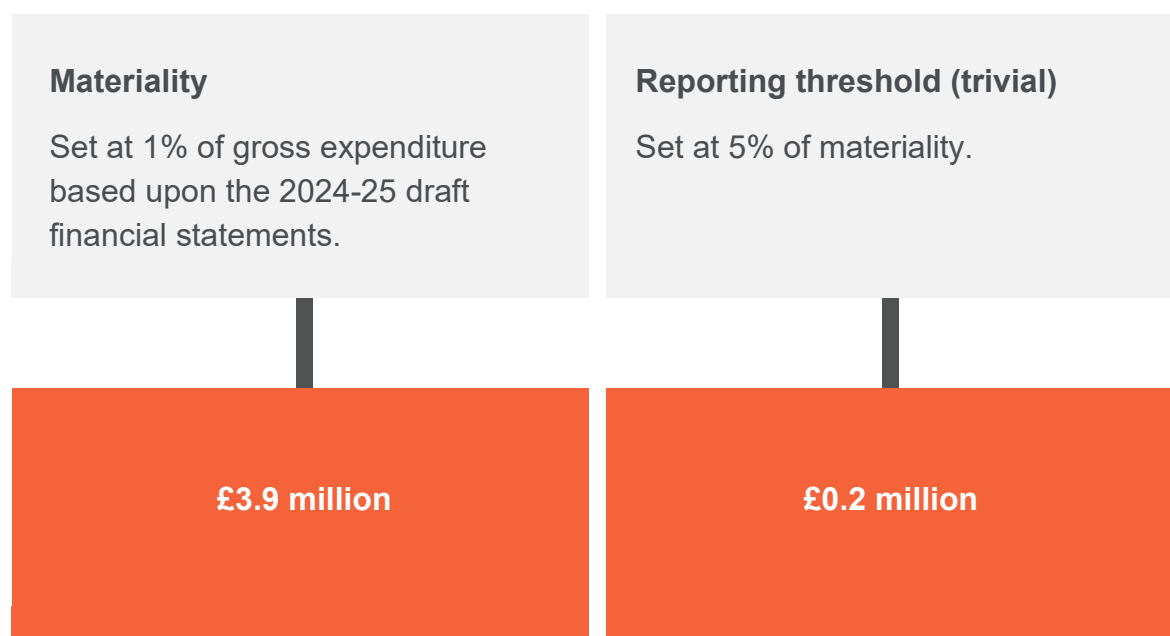 Materiality
Set at 1% of gross expenditure
based upon the 2024-25 draft
financial statements.
£3.9 million
Reporting threshold (trivial)
Set at 5% of materiality.
£0.2 million